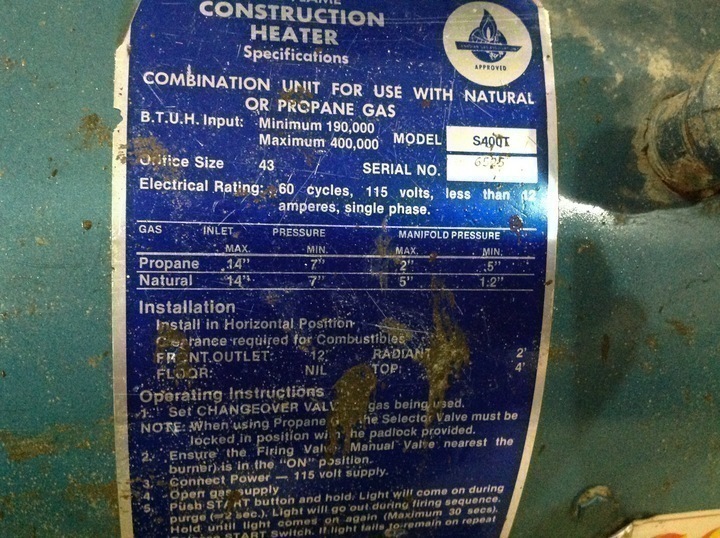 CONSTRUCTION
HEATER
Specifications
APPROVED
COMBINATION UNIT FOR USE WITH NATURAL
OR PROPANE GAS
B.T.U.H. Input: Minimum 190,000
Maximum 400,000 MODEL S400T
Orifice Size 43 SERIAL NO.
Electrical Rating: 60 cycles, 115 volts, less than 12
amperes, single phase.
GAS INLET PRESSURE MANIFOLD PRESSURE
MAX. MIN. MAX. MIN.
Propane 14" 7" 2" .5"
Natural 14" 7" 5" 1.2"
Installation
Install in Horizontal Position
Clearance required for Combustibles
FRONT OUTLET: 12' RADIANT 2'
FLOOR: NIL TOP: 4'
Operating Instructions
1. Set CHANGEOVER VALV gas being used.
NOTE: When using Propane the Selector Valve must be
locked in position with the padlock provided.
2. Ensure the Firing Valve Manual Valve nearest the
burner) is in the "ON" position.
3. Connect Power — 115 volt supply.
4. Open gas supply
5. Push START button and hold. Light will come on during
purge ( 2 sec.). Light will go out during firing sequence.
Hold until light comes on again (Maximum 30 secs).
START Switch. If light fails to remain on repeat